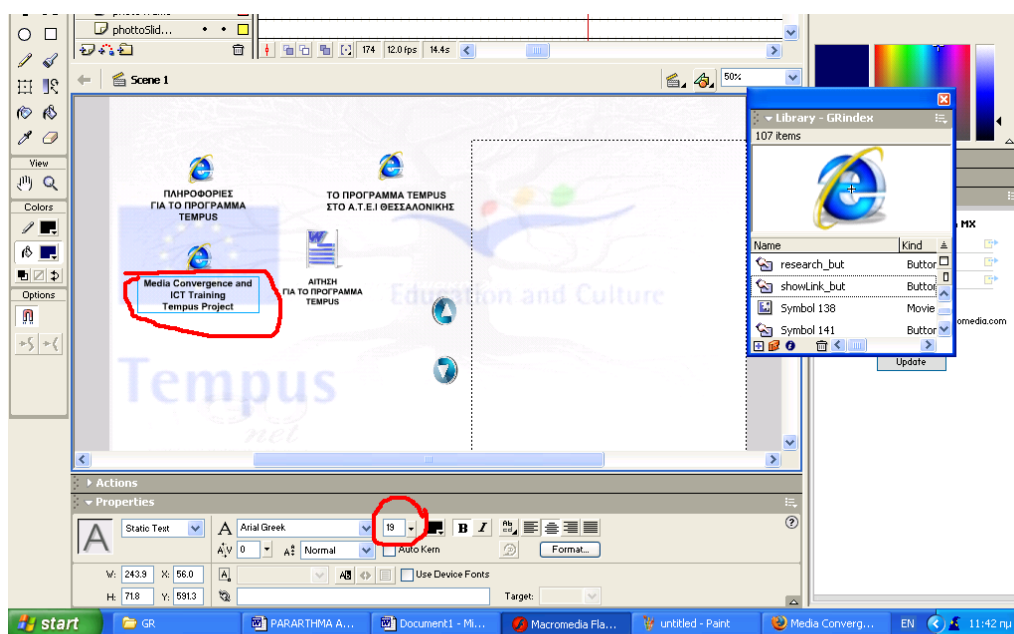 phottoSlid...
174 12.0 fps 14.4s
Scene 1
50%
View
Colors
Options
ΠΛΗΡΟΦΟΡΙΕΣ
ΓΙΑ ΤΟ ΠΡΟΓΡΑΜΜΑ
TEMPUS
ΤΟ ΠΡΟΓΡΑΜΜΑ TEMPUS
ΣΤΟ Α.Τ.Ε.Ι ΘΕΣΣΑΛΟΝΙΚΗΣ
Media Convergence and
ICT Training
Tempus Project
ΑΙΤΗΣΗ
ΓΙΑ ΤΟ ΠΡΟΓΡΑΜΜΑ
TEMPUS
Education and Culture
Tempus
net
Library - GRindex
107 items
Name Kind
research_but Button
showLink_but Button
Symbol 138 Movie
Symbol 141 Button
MX
omedia.com
Update
Actions
Properties
A Static Text A Arial Greek 19 B I
A V 0 Normal Auto Kern Format...
W: 243.9 X: 56.0 Use Device Fonts
H: 71.8 Y: 591.3 Target:
start GR PARARTHMA A... Document1 - Mi... Macromedia Fla... untitled - Paint Media Converg... EN 11:42 πμ